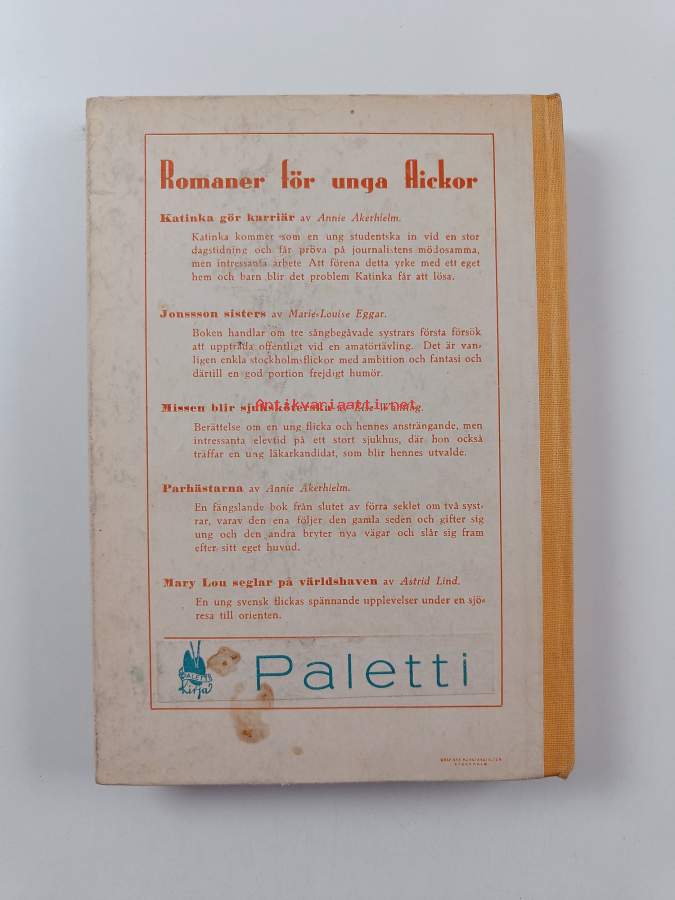 Romaner för unga flickor
Katinka gör karriär av Annie Åkerhielm.
Katinka kommer som en ung studentska in vid en stor
dagstidning och får pröva på journalistens mödosamma,
men intressanta arbete Att förena detta yrke med ett eget
hem och barn blir det problem Katinka får att lösa.
Jonssson sisters av Marie-Louise Eggar.
Boken handlar om tre sångbegåvade systrars första försök
att uppträda offentligt vid en amatörtävling. Det är van-
ligen enkla stockholmsflickor med ambition och fantasi och
därtill en god portion frejdigt humör.
Missen blir sjuksköterska av
Antikvariaatti.net
Berättelse om en ung flicka och hennes ansträngande, men
intressanta elevtid på ett stort sjukhus, där hon också
träffar en ung läkarkandidat, som blir hennes utvalde.
Parhästarna av Annie Åkerhielm.
En fängslande bok från slutet av förra seklet om två syst-
rar, varav den ena följer den gamla seden och gifter sig
ung och den andra bryter nya vägar och slår sig fram
efter sitt eget huvud.
Mary Lou seglar på världshaven av Astrid Lind.
En ung svensk flickas spännande upplevelser under en sjö-
resa till orienten.
PALETTI
kirja
Paletti
STOCKHOLM